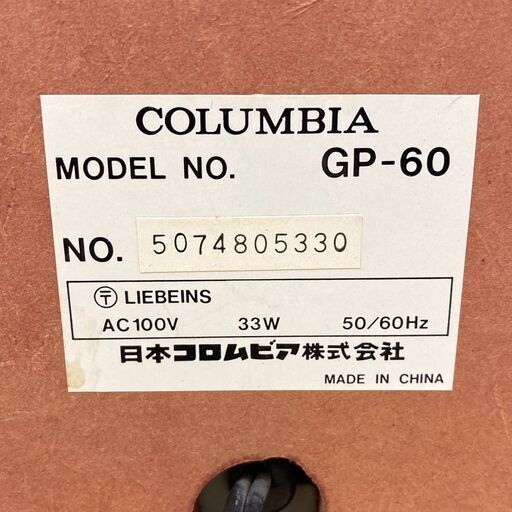 COLUMBIA
MODEL NO. GP-60
NO. 5074805330
〒 LIEBEINS
AC100V 33W 50/60Hz
日本コロムビア株式会社
MADE IN CHINA